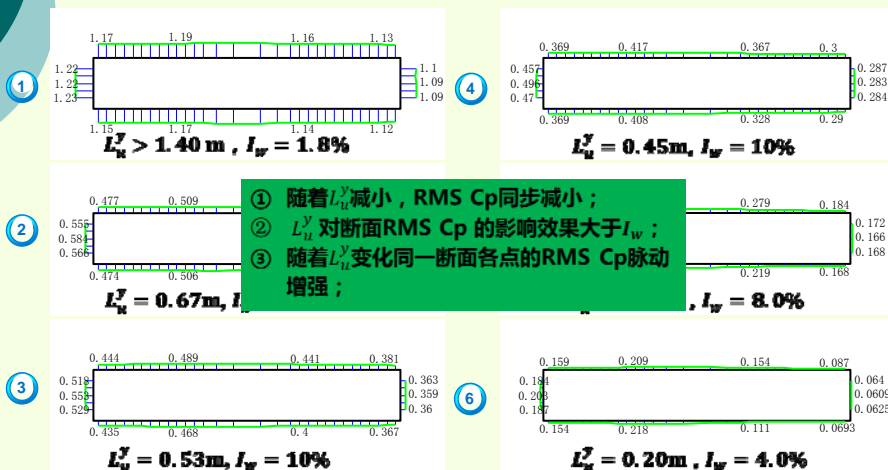 1
1.17 1.19 1.16 1.13
1.22 1.1
1.22 1.09
1.23 1.09
1.15 1.17 1.14 1.12
L_u^y > 1.40 m , I_w = 1.8%
2
0.477 0.509
0.555
0.584
0.566
0.474 0.506
L_u^y = 0.67m,
3
0.444 0.489 0.441 0.381
0.518 0.363
0.553 0.359
0.529 0.36
0.435 0.468 0.4 0.367
L_u^y = 0.53m, I_w = 10%
4
0.369 0.417 0.367 0.3
0.457 0.287
0.496 0.283
0.47 0.284
0.369 0.408 0.328 0.29
L_u^y = 0.45m, I_w = 10%
0.279 0.184
0.172
0.166
0.168
0.219 0.168
, I_w = 8.0%
6
0.159 0.209 0.154 0.087
0.184 0.064
0.203 0.0609
0.187 0.0625
0.154 0.218 0.111 0.0693
L_u^y = 0.20m , I_w = 4.0%
① 随着L_u^y减小，RMS Cp同步减小；
② L_u^y 对断面RMS Cp 的影响效果大于I_w；
③ 随着L_u^y变化同一断面各点的RMS Cp脉动
增强；